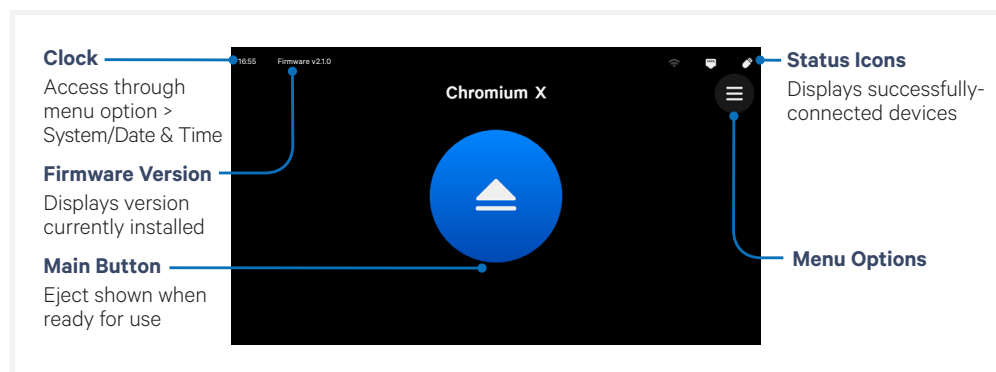 Clock
Access through
menu option >
System/Date & Time
Firmware Version
Displays version
currently installed
Main Button
Eject shown when
ready for use
16:55 Firmware v2.1.0
Chromium X
Status Icons
Displays successfully-
connected devices
Menu Options